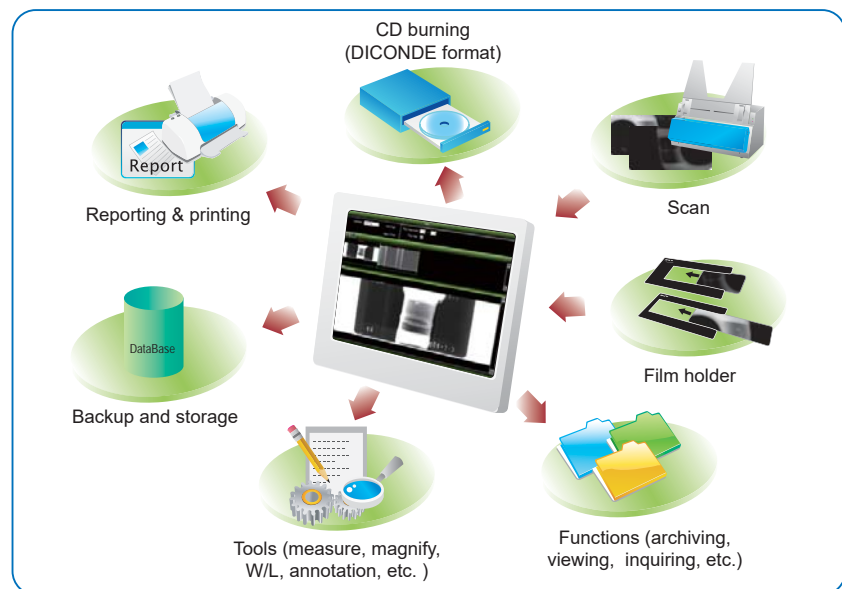 CD burning
(DICONDE format)
Report
Reporting & printing
Scan
DataBase
Film holder
Backup and storage
Tools (measure, magnify,
W/L, annotation, etc. )
Functions (archiving,
viewing, inquiring, etc.)